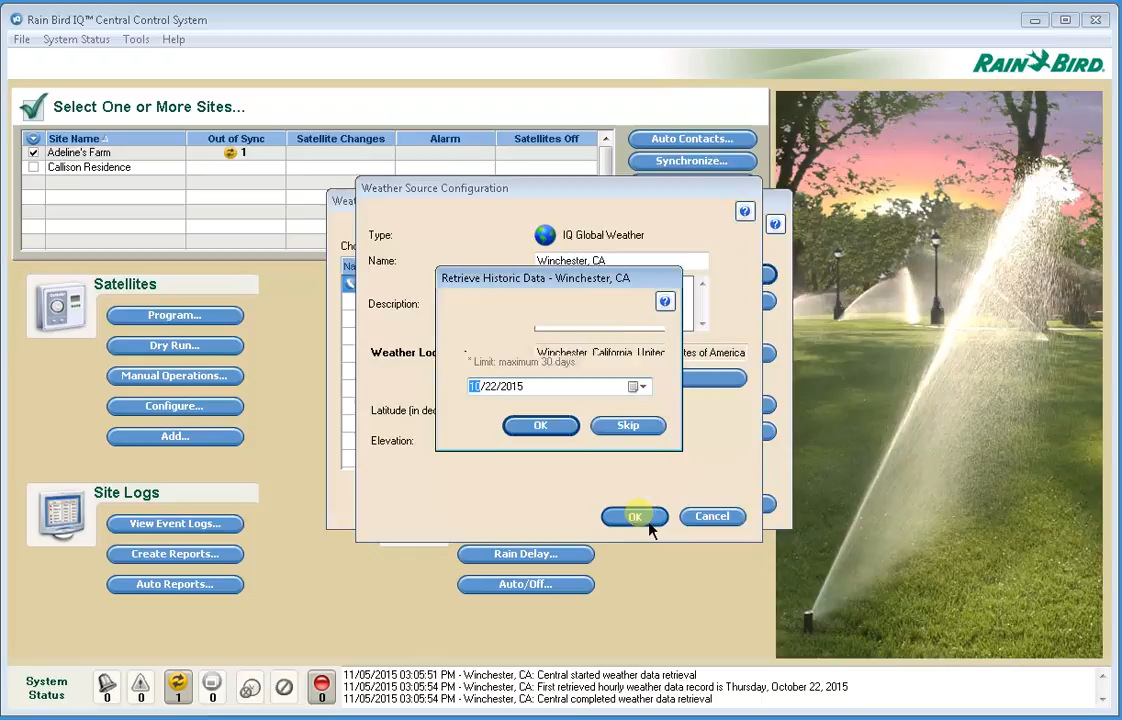 Rain Bird IQ™ Central Control System
File System Status Tools Help
RAIN BIRD.
Select One or More Sites...
Site Name Out of Sync Satellite Changes Alarm Satellites Off
Adeline's Farm 1
Callison Residence
Auto Contacts...
Synchronize...
Weather Source Configuration
Type: IQ Global Weather
Name: Winchester, CA
Description:
Retrieve Historic Data - Winchester, CA
* Limit: maximum 30 days
10/22/2015
OK Skip
Winchester, California, United
tes of America
Weather Loc
Latitude (in dec
Elevation:
OK Cancel
Satellites
Program...
Dry Run...
Manual Operations...
Configure...
Add...
Site Logs
View Event Logs...
Create Reports...
Auto Reports...
Rain Delay...
Auto/Off...
System
Status
0 0 1 0 0
11/05/2015 03:05:51 PM - Winchester, CA: Central started weather data retrieval
11/05/2015 03:05:54 PM - Winchester, CA: First retrieved hourly weather data record is Thursday, October 22, 2015
11/05/2015 03:05:54 PM - Winchester, CA: Central completed weather data retrieval